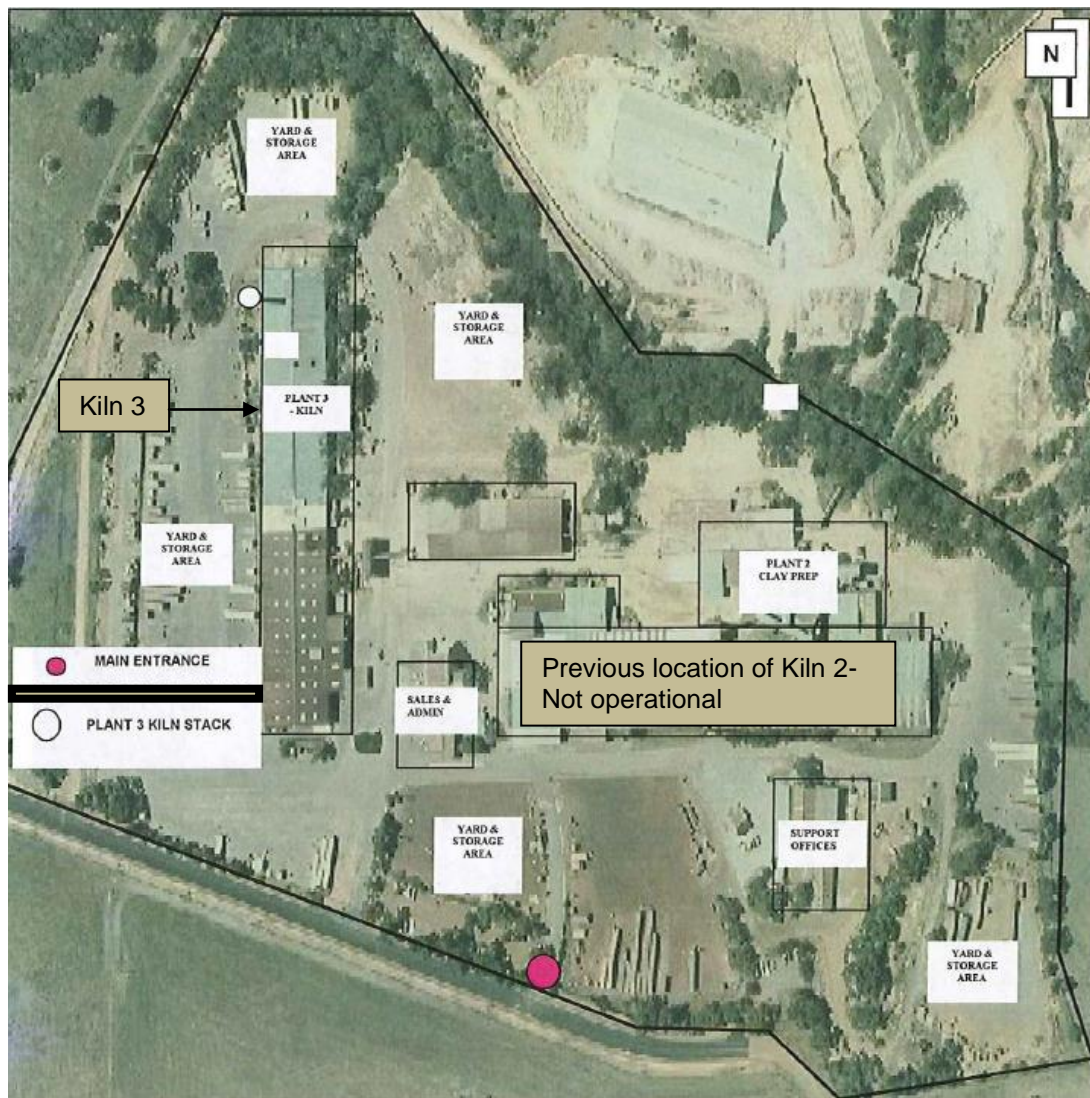 N
YARD &
STORAGE
AREA
YARD &
STORAGE
AREA
Kiln 3
PLANT 3
- KILN
YARD &
STORAGE
AREA
PLANT 2
CLAY PREP
MAIN ENTRANCE
PLANT 3 KILN STACK
SALES &
ADMIN
Previous location of Kiln 2-
Not operational
YARD &
STORAGE
AREA
SUPPORT
OFFICES
YARD &
STORAGE
AREA